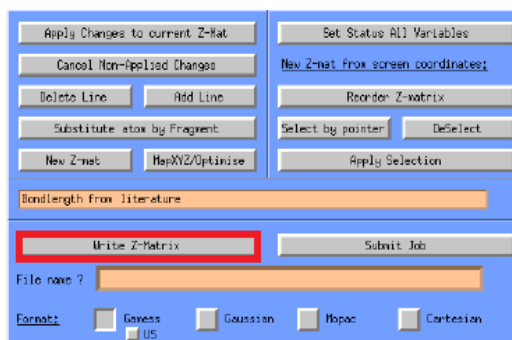 Apply Changes to current Z-Mat
Set Status All Variables
Cancel Non-Applied Changes
New Z-mat from screen coordinates:
Delete Line
Add Line
Reorder Z-matrix
Substitute atom by Fragment
Select by pointer
DeSelect
New Z-mat
MapXYZ/Optimise
Apply Selection
Bondlength from literature
Write Z-Matrix
Submit Job
File name ?
Format:
Gamess
Gaussian
Mopac
Cartesian
US